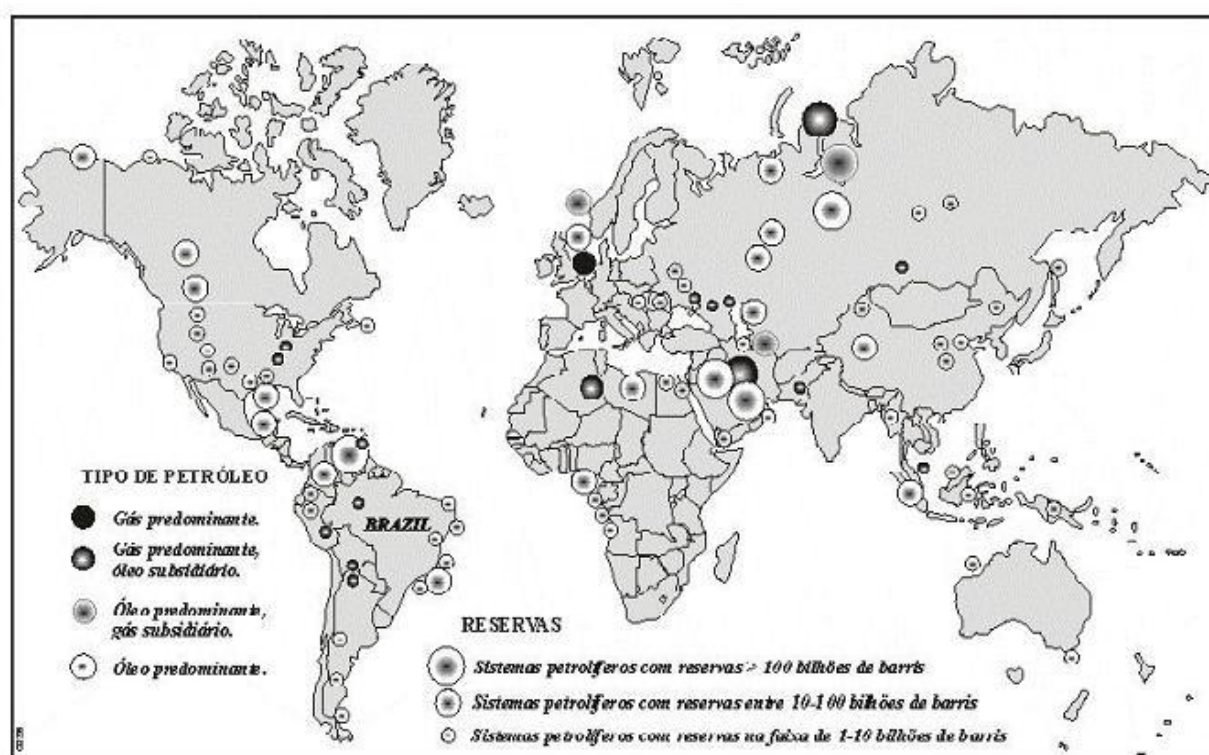 TIPO DE PETRÓLEO
Gás predominante.
Gás predominante,
óleo subsidiário.
Óleo predominante,
gás subsidiário.
Óleo predominante.
BRAZIL
RESERVAS
Sistemas petrolíferos com reservas > 100 bilhões de barris
Sistemas petrolíferos com reservas entre 10-100 bilhões de barris
Sistemas petrolíferos com reservas na faixa de 1-10 bilhões de barris